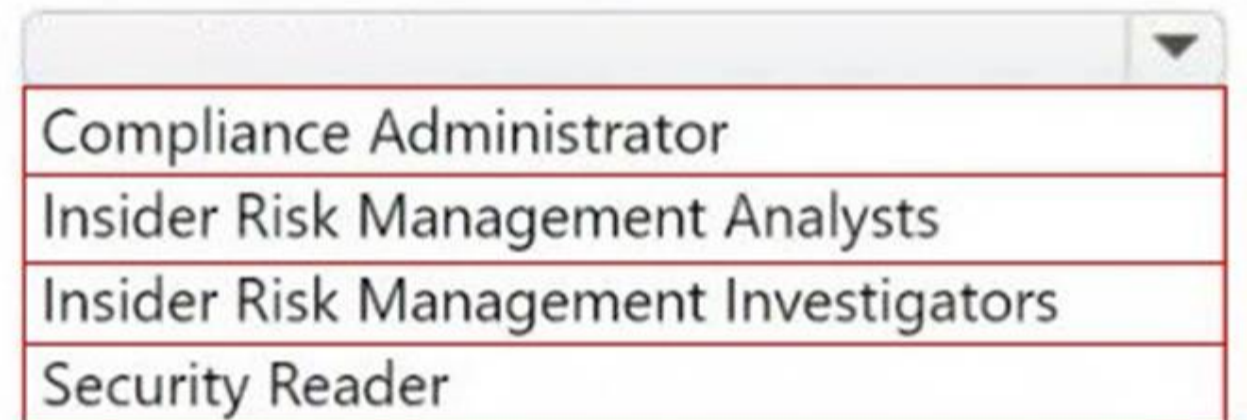 Compliance Administrator
Insider Risk Management Analysts
Insider Risk Management Investigators
Security Reader